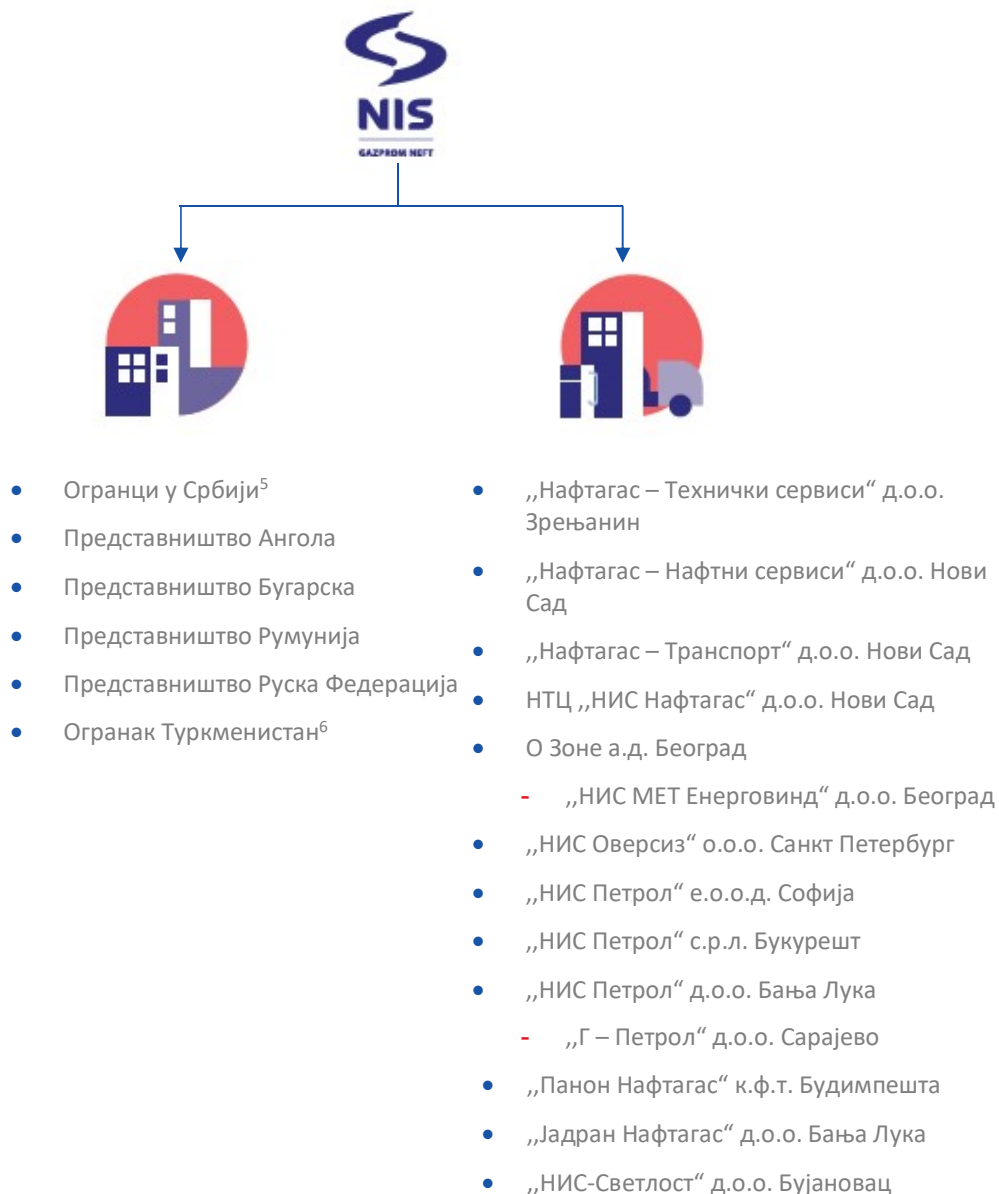 NIS
GAZPROM NEFT
• Огранци у Србији⁵
• Представништво Ангола
• Представништво Бугарска
• Представништво Румунија
• Представништво Руска Федерација
• Огранак Туркменистан⁶
• ,,Нафтагас – Технички сервиси“ д.о.о.
Зрењанин
• ,,Нафтагас – Нафтни сервиси“ д.о.о. Нови
Сад
• ,,Нафтагас – Транспорт“ д.о.о. Нови Сад
• НТЦ ,,НИС Нафтагас“ д.о.о. Нови Сад
• О Зоне а.д. Београд
- ,,НИС МЕТ Енерговинд“ д.о.о. Београд
• ,,НИС Оверсиз“ о.о.о. Санкт Петербург
• ,,НИС Петрол“ е.о.о.д. Софија
• ,,НИС Петрол“ с.р.л. Букурешт
• ,,НИС Петрол“ д.о.о. Бања Лука
- ,,Г – Петрол“ д.о.о. Сарајево
• ,,Панон Нафтагас“ к.ф.т. Будимпешта
• ,,Јадран Нафтагас“ д.о.о. Бања Лука
• ,,НИС-Светлост“ д.о.о. Бујановац